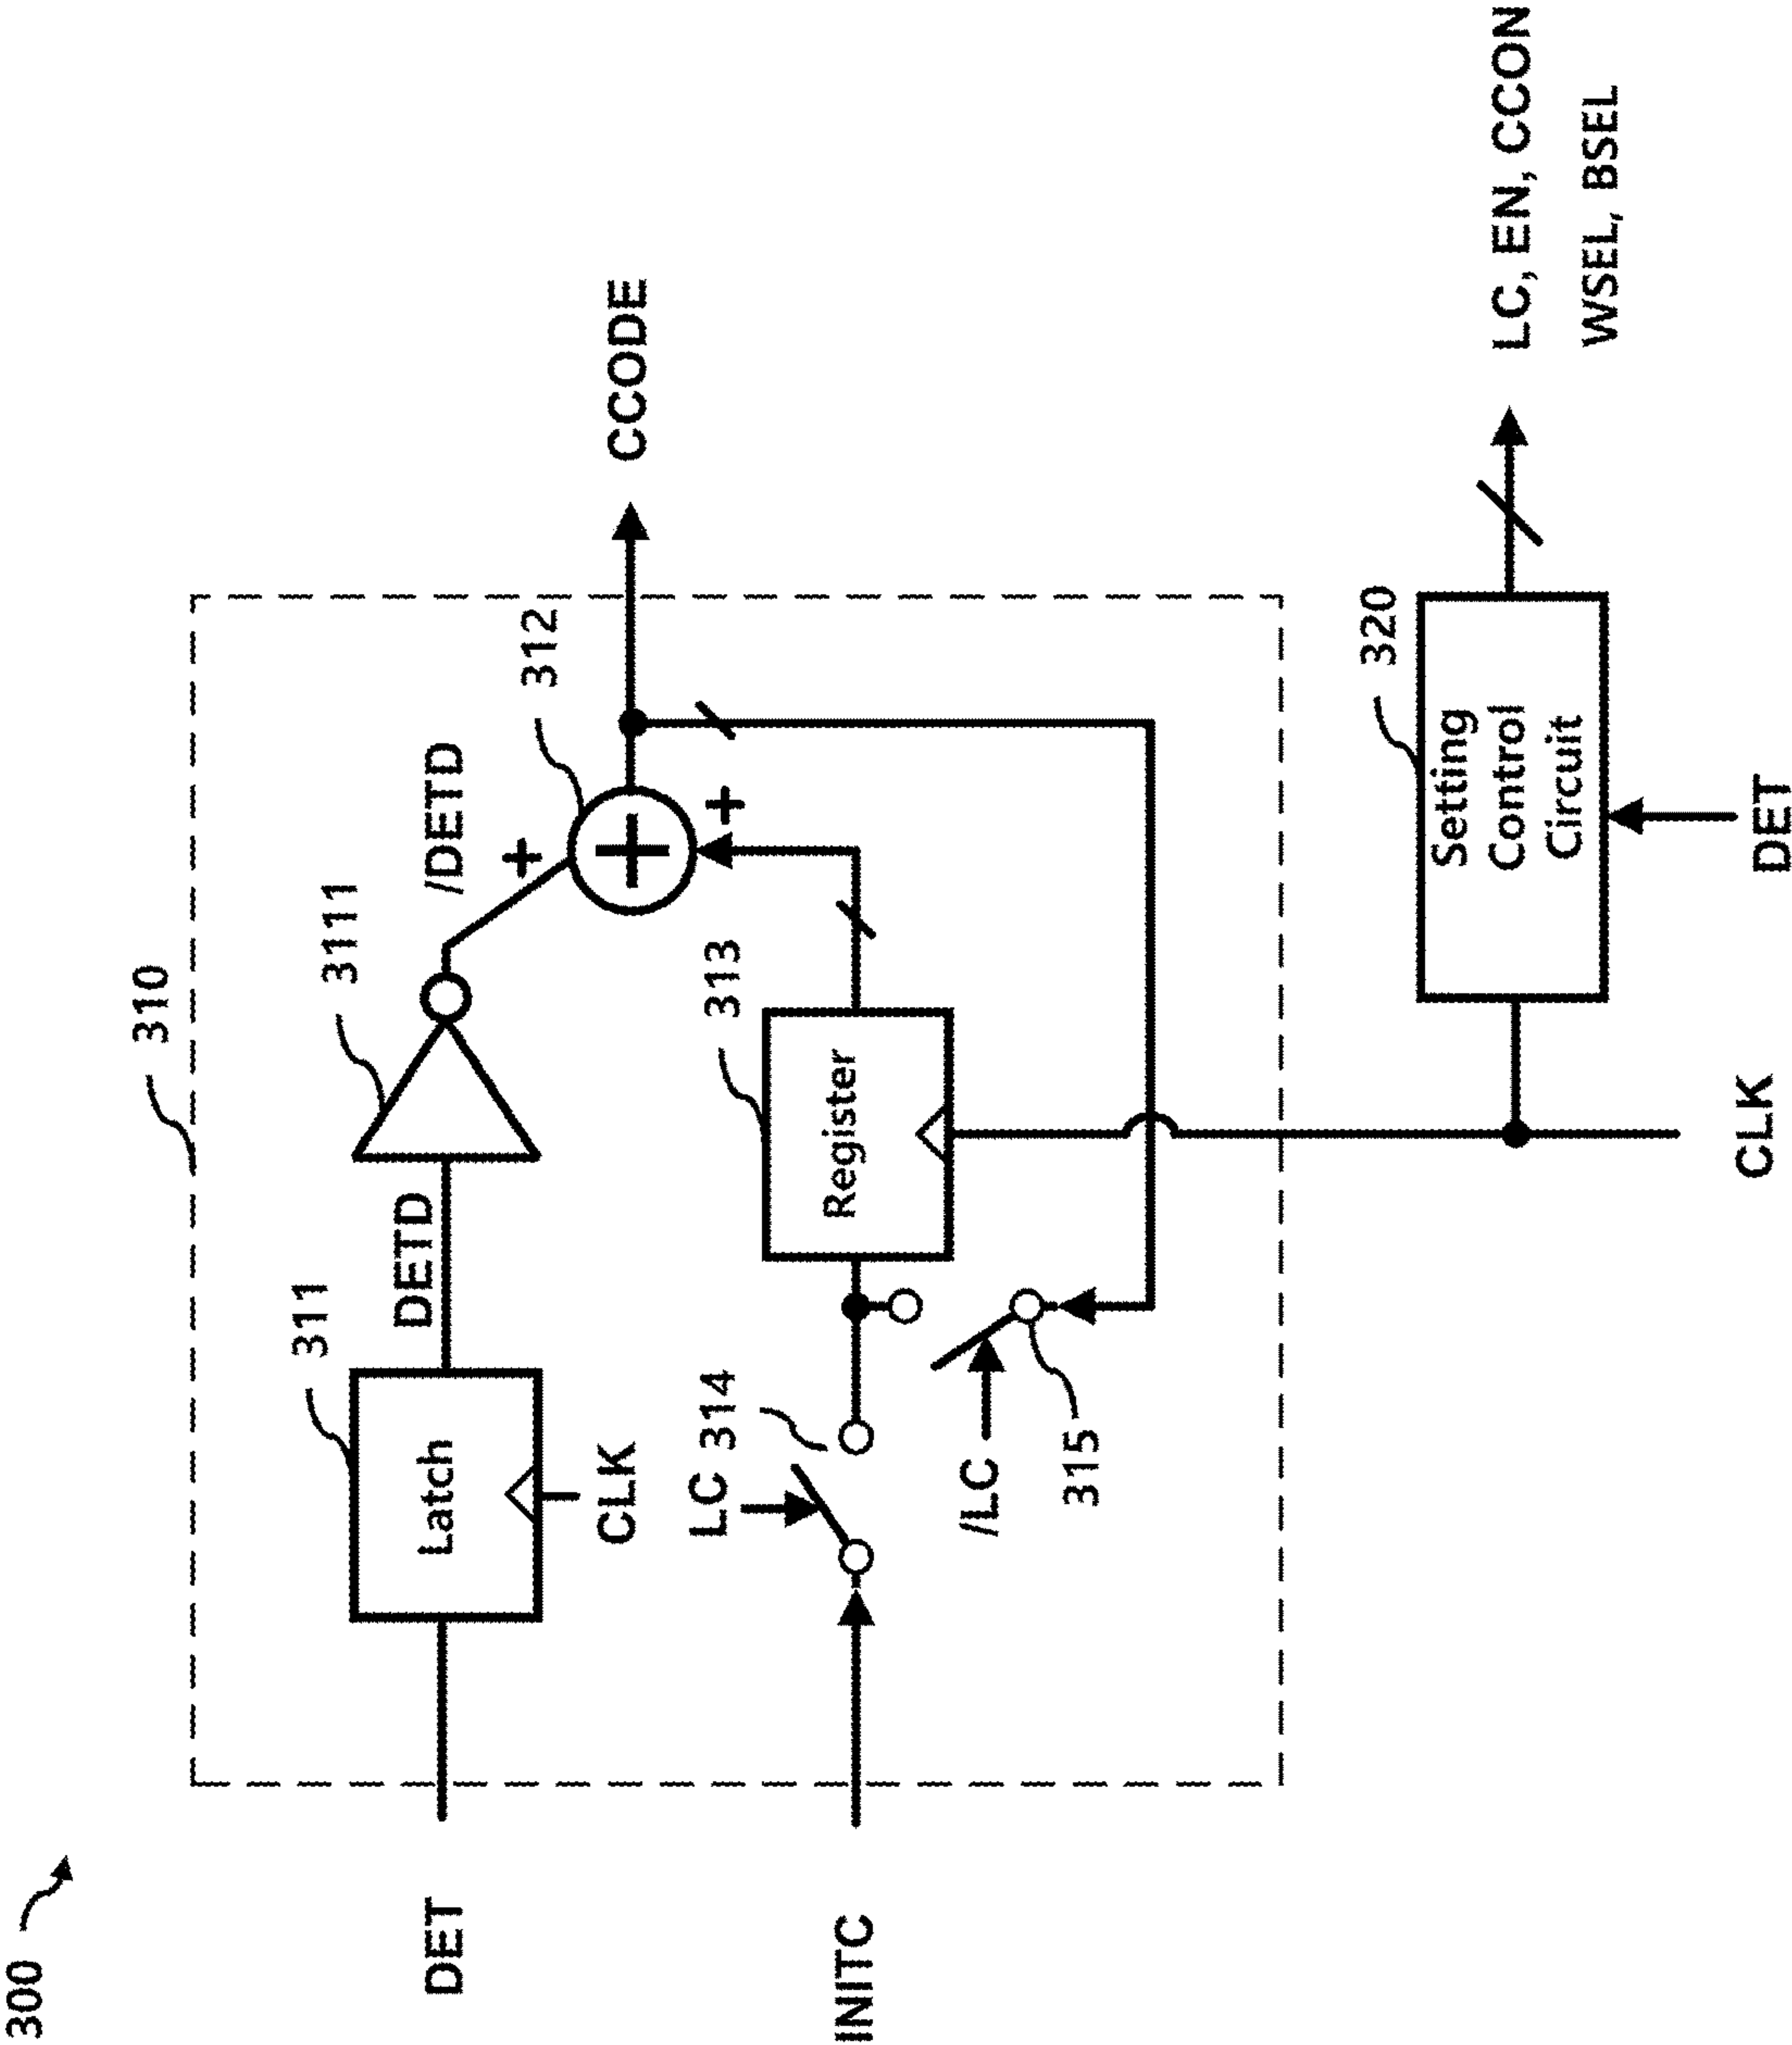 300
310
311
3111
/DETD
DETD
DET
Latch
CLK
312
+
+
+
CCODE
313
Register
LC
314
INITC
/LC
315
320
Setting
Control
Circuit
LC, EN, CCON
WSEL, BSEL
CLK
DET